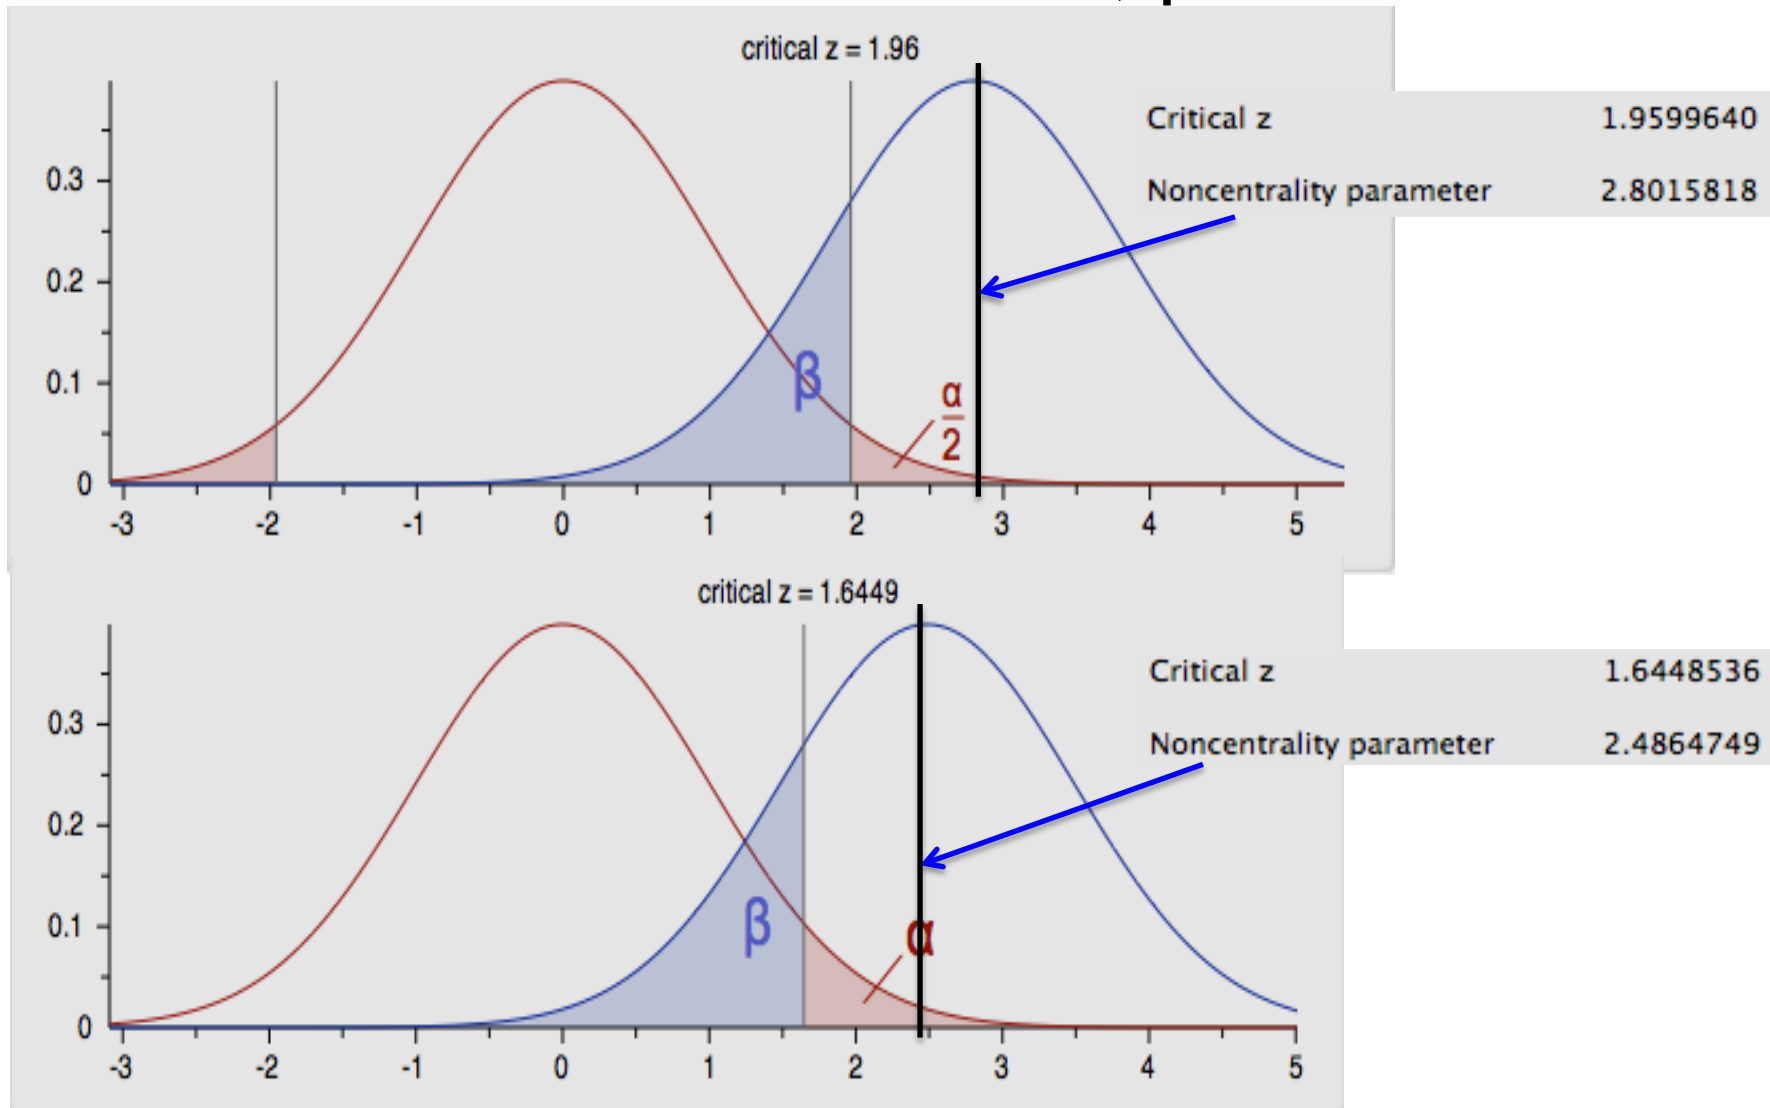 critical z = 1.96
Critical z 1.9599640
Noncentrality parameter 2.8015818
0.3
0.2
0.1
0
β
α
2
-3 -2 -1 0 1 2 3 4 5
critical z = 1.6449
Critical z 1.6448536
Noncentrality parameter 2.4864749
0.3
0.2
0.1
0
β
α
-3 -2 -1 0 1 2 3 4 5